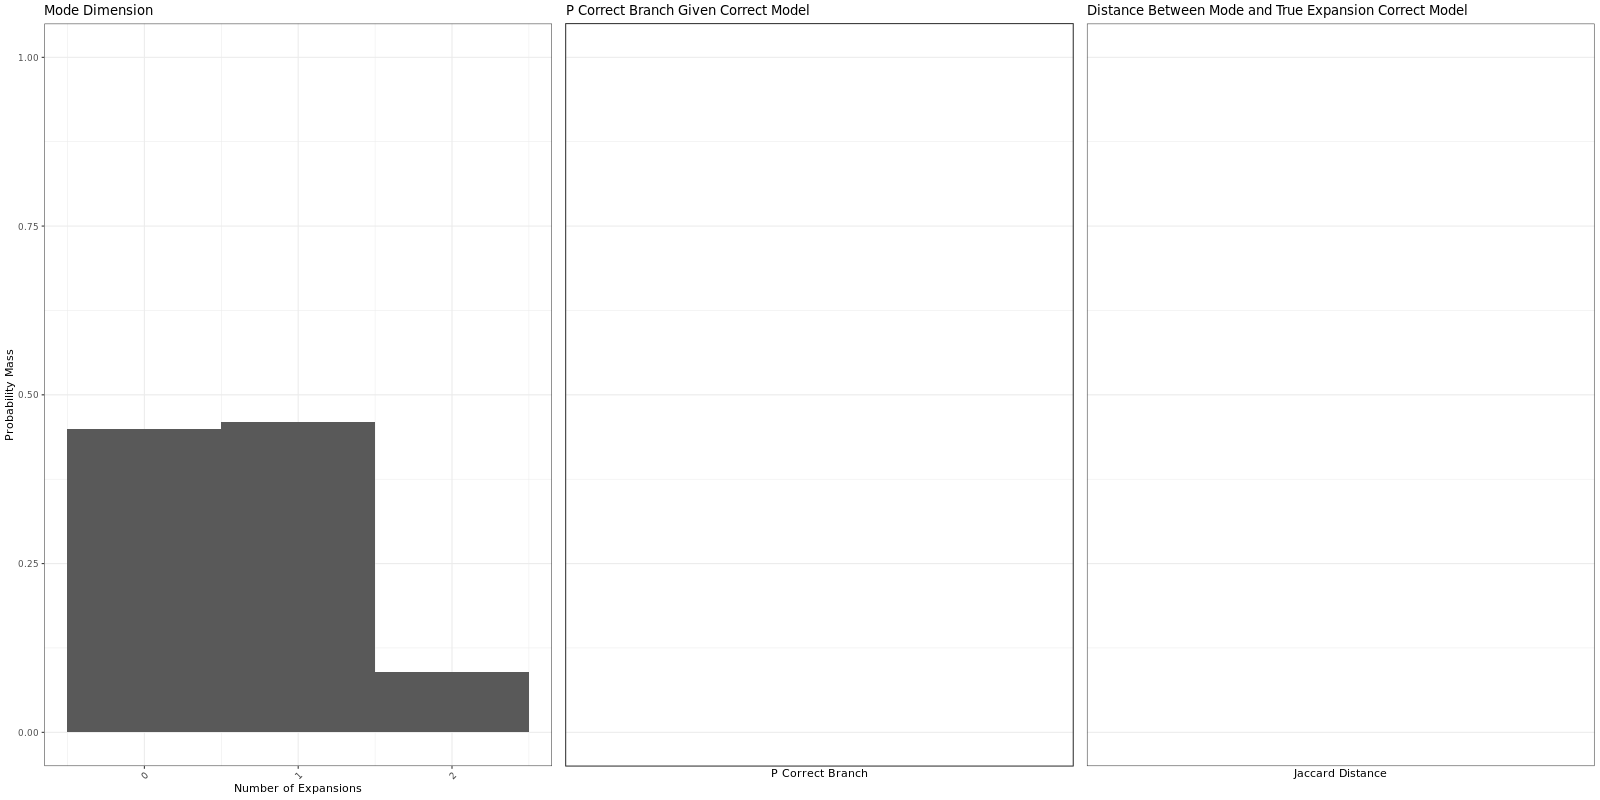 Mode Dimension
P Correct Branch Given Correct Model
Distance Between Mode and True Expansion Correct Model
1.00
0.75
0.50
0.25
0.00
Probability Mass
0
1
2
Number of Expansions
P Correct Branch
Jaccard Distance